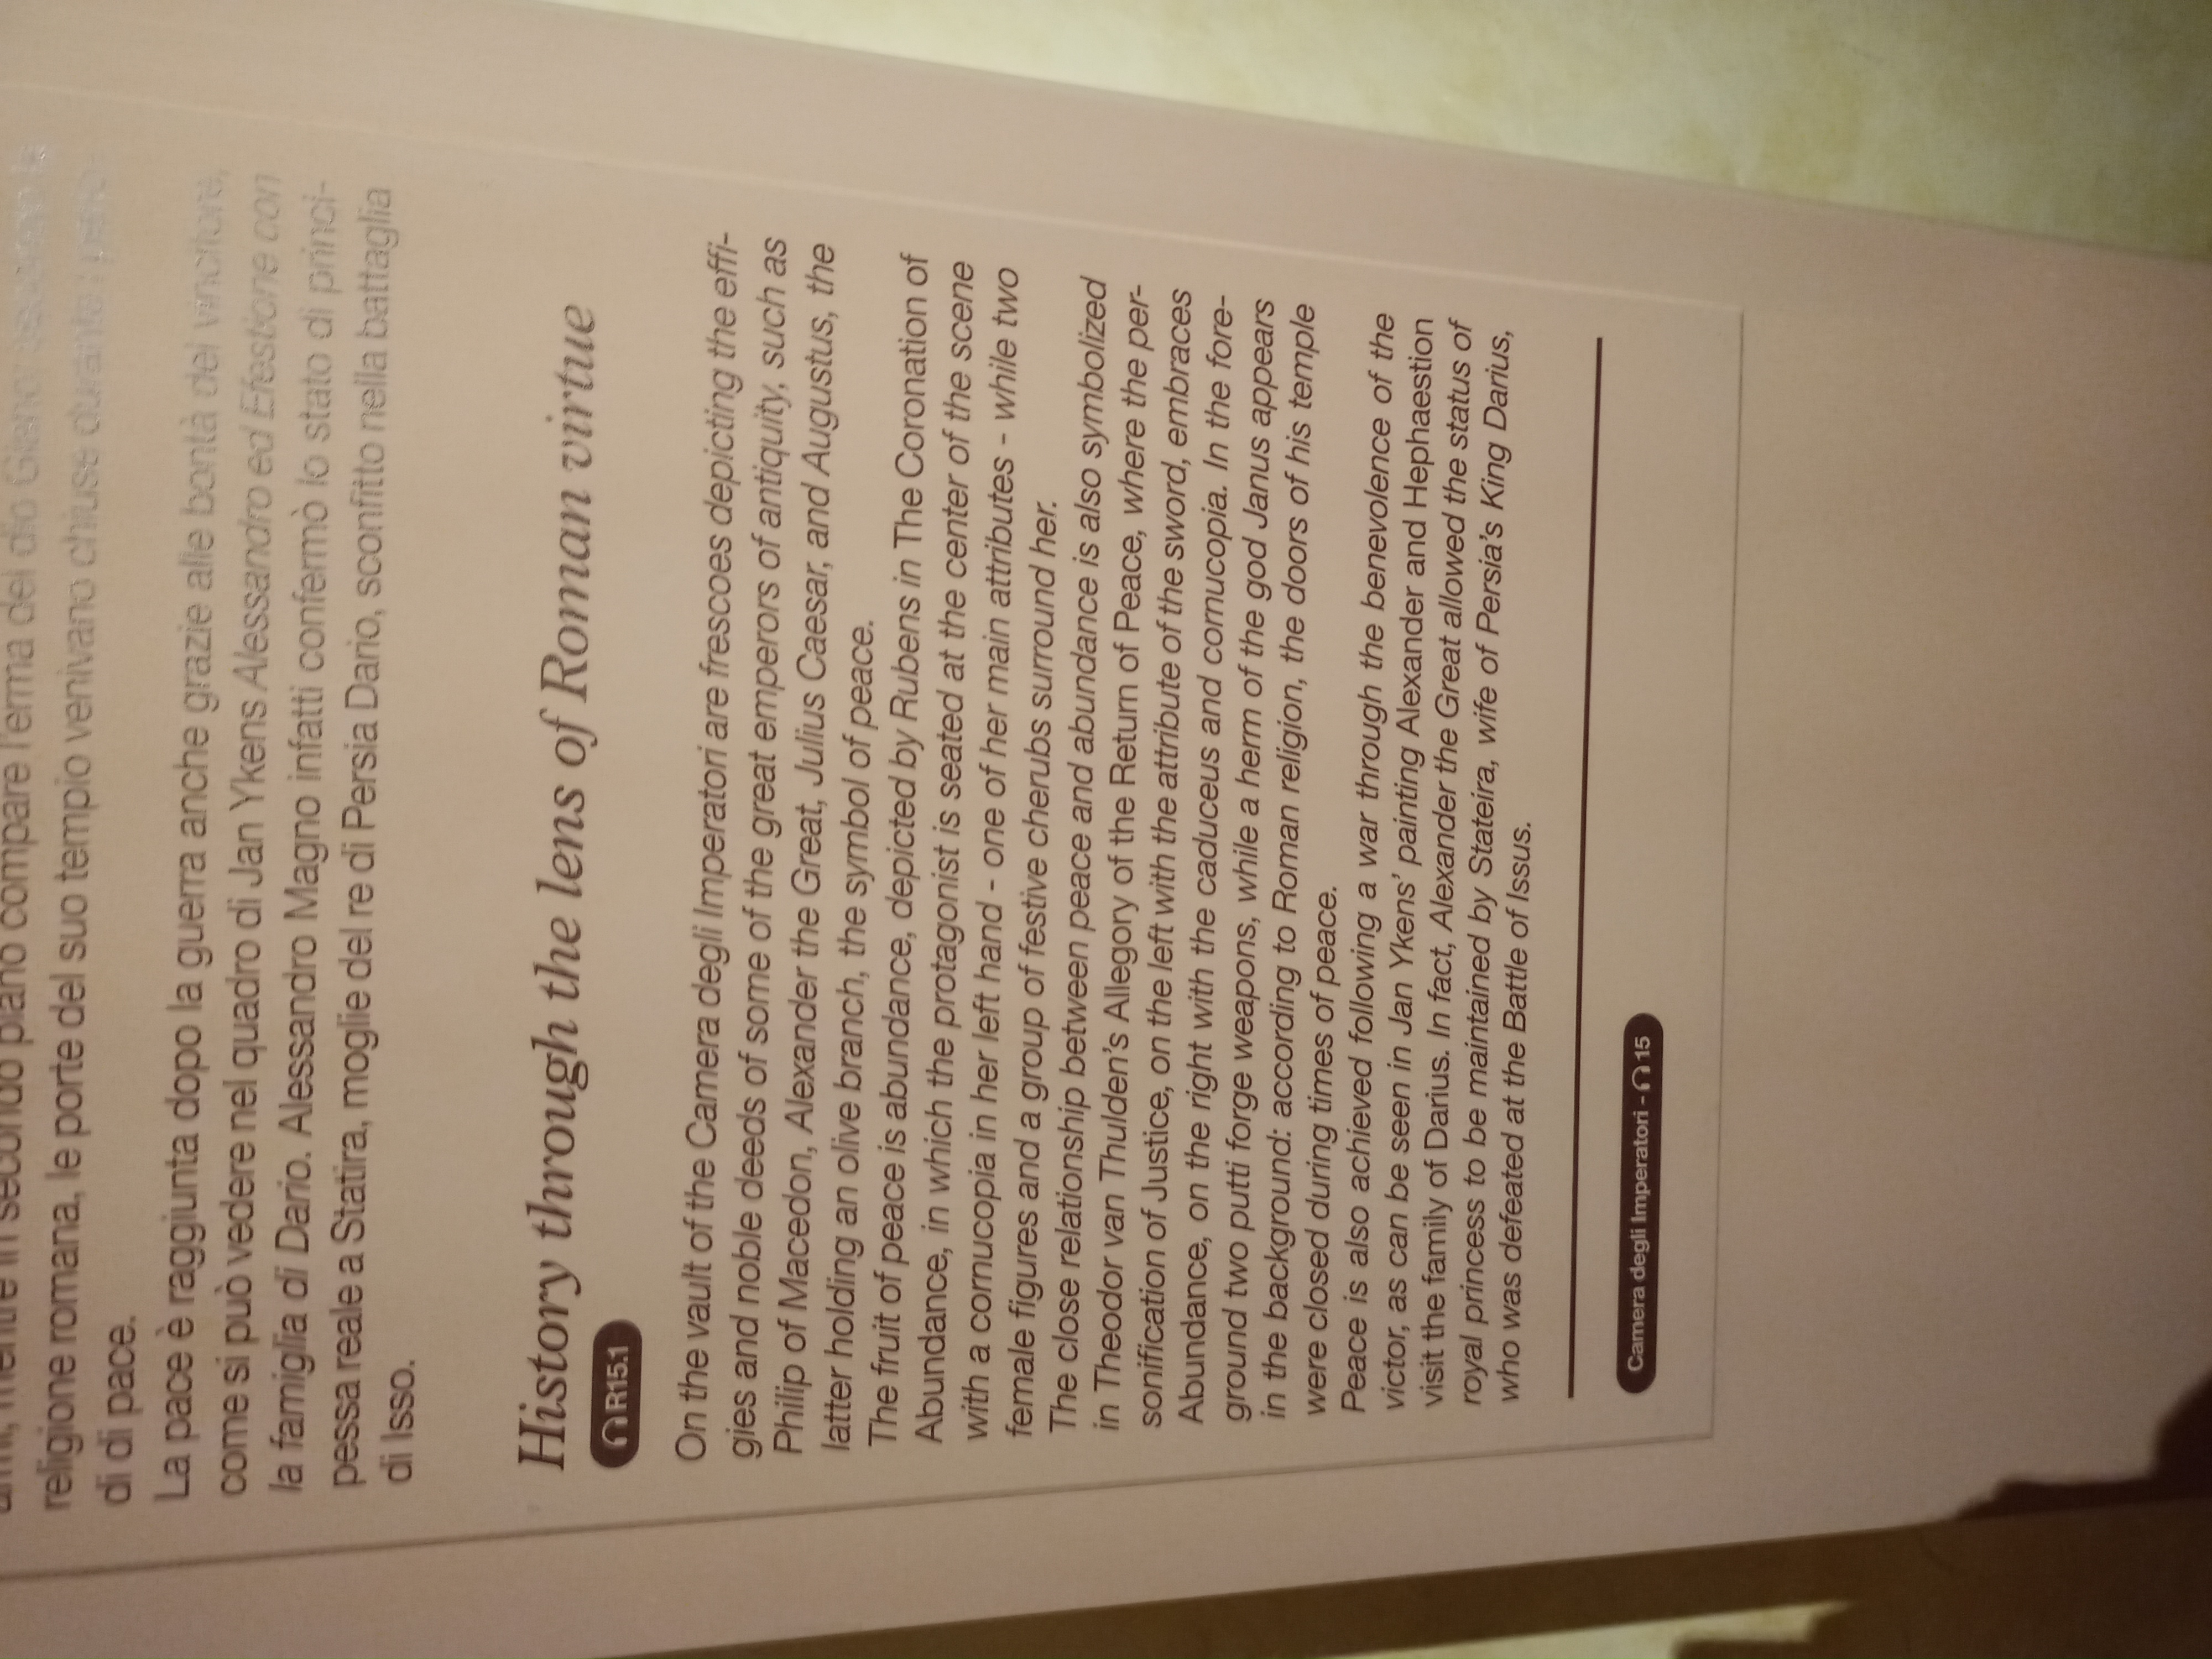 armi, mentre in secondo piano compare l'erma del dio Giano: secondo la
religione romana, le porte del suo tempio venivano chiuse durante i perio-
di di pace.
La pace è raggiunta dopo la guerra anche grazie alle bontà del vincitore,
come si può vedere nel quadro di Jan Ykens Alessandro ed Efestione con
la famiglia di Dario. Alessandro Magno infatti confermò lo stato di princi-
pessa reale a Statira, moglie del re di Persia Dario, sconfitto nella battaglia
di Isso.
History through the lens of Roman virtue
R15.1
On the vault of the Camera degli Imperatori are frescoes depicting the effi-
gies and noble deeds of some of the great emperors of antiquity, such as
Philip of Macedon, Alexander the Great, Julius Caesar, and Augustus, the
latter holding an olive branch, the symbol of peace.
The fruit of peace is abundance, depicted by Rubens in The Coronation of
Abundance, in which the protagonist is seated at the center of the scene
with a cornucopia in her left hand - one of her main attributes - while two
female figures and a group of festive cherubs surround her.
The close relationship between peace and abundance is also symbolized
in Theodor van Thulden's Allegory of the Return of Peace, where the per-
sonification of Justice, on the left with the attribute of the sword, embraces
Abundance, on the right with the caduceus and cornucopia. In the fore-
ground two putti forge weapons, while a herm of the god Janus appears
in the background: according to Roman religion, the doors of his temple
were closed during times of peace.
Peace is also achieved following a war through the benevolence of the
victor, as can be seen in Jan Ykens' painting Alexander and Hephaestion
visit the family of Darius. In fact, Alexander the Great allowed the status of
royal princess to be maintained by Stateira, wife of Persia's King Darius,
who was defeated at the Battle of Issus.
Camera degli Imperatori - 15